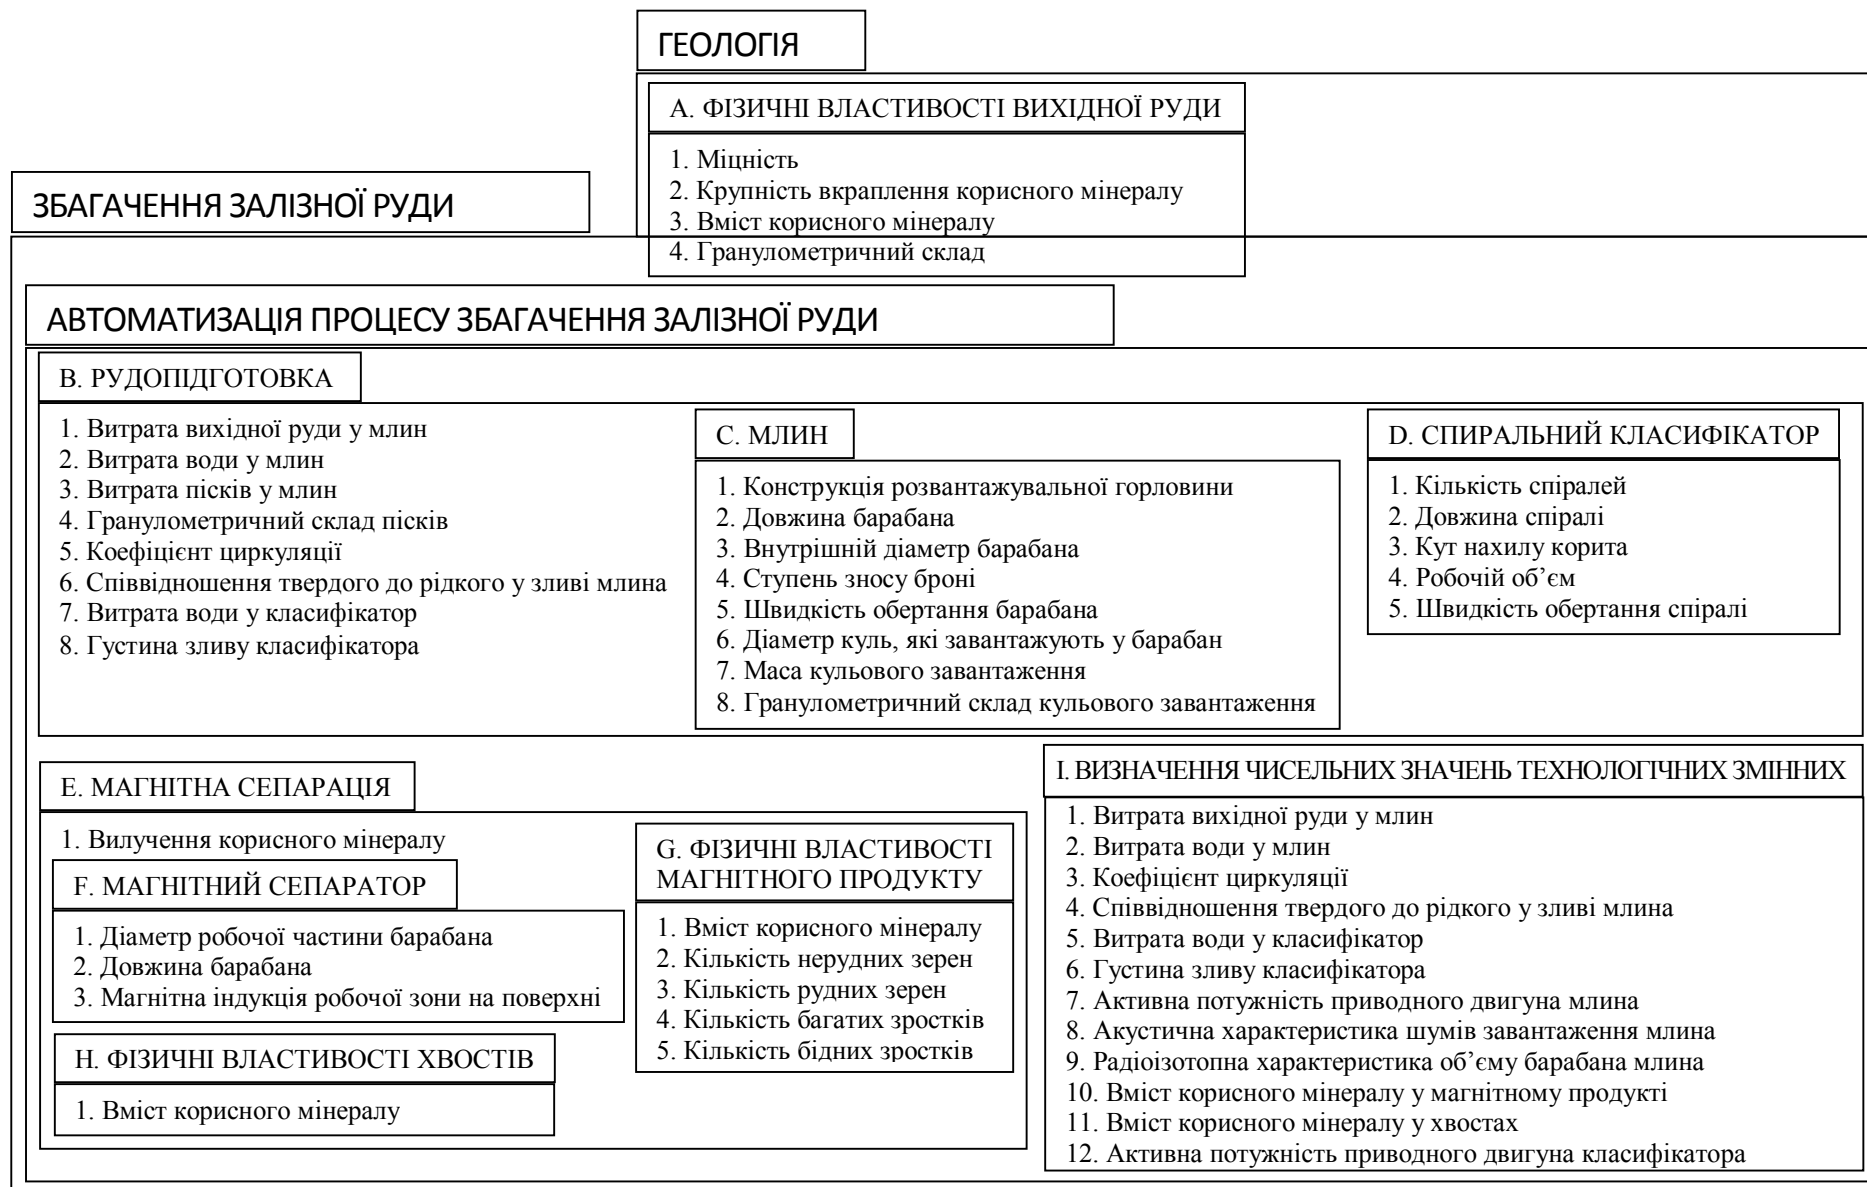 ГЕОЛОГІЯ
A. ФІЗИЧНІ ВЛАСТИВОСТІ ВИХІДНОЇ РУДИ
1. Міцність
2. Крупність вкраплення корисного мінералу
3. Вміст корисного мінералу
4. Гранулометричний склад
ЗБАГАЧЕННЯ ЗАЛІЗНОЇ РУДИ
АВТОМАТИЗАЦІЯ ПРОЦЕСУ ЗБАГАЧЕННЯ ЗАЛІЗНОЇ РУДИ
B. РУДОПІДГОТОВКА
1. Витрата вихідної руди у млин
2. Витрата води у млин
3. Витрата пісків у млин
4. Гранулометричний склад пісків
5. Коефіцієнт циркуляції
6. Співвідношення твердого до рідкого у зливі млина
7. Витрата води у класифікатор
8. Густина зливу класифікатора
C. МЛИН
1. Конструкція розвантажувальної горловини
2. Довжина барабана
3. Внутрішній діаметр барабана
4. Ступень зносу броні
5. Швидкість обертання барабана
6. Діаметр куль, які завантажують у барабан
7. Маса кульового завантаження
8. Гранулометричний склад кульового завантаження
D. СПИРАЛЬНИЙ КЛАСИФІКАТОР
1. Кількість спіралей
2. Довжина спіралі
3. Кут нахилу корита
4. Робочій об’єм
5. Швидкість обертання спіралі
E. МАГНІТНА СЕПАРАЦІЯ
1. Вилучення корисного мінералу
F. МАГНІТНИЙ СЕПАРАТОР
1. Діаметр робочої частини барабана
2. Довжина барабана
3. Магнітна індукція робочої зони на поверхні
H. ФІЗИЧНІ ВЛАСТИВОСТІ ХВОСТІВ
1. Вміст корисного мінералу
G. ФІЗИЧНІ ВЛАСТИВОСТІ
МАГНІТНОГО ПРОДУКТУ
1. Вміст корисного мінералу
2. Кількість нерудних зерен
3. Кількість рудних зерен
4. Кількість багатих зростків
5. Кількість бідних зростків
I. ВИЗНАЧЕННЯ ЧИСЕЛЬНИХ ЗНАЧЕНЬ ТЕХНОЛОГІЧНИХ ЗМІННИХ
1. Витрата вихідної руди у млин
2. Витрата води у млин
3. Коефіцієнт циркуляції
4. Співвідношення твердого до рідкого у зливі млина
5. Витрата води у класифікатор
6. Густина зливу класифікатора
7. Активна потужність приводного двигуна млина
8. Акустична характеристика шумів завантаження млина
9. Радіоізотопна характеристика об’єму барабана млина
10. Вміст корисного мінералу у магнітному продукті
11. Вміст корисного мінералу у хвостах
12. Активна потужність приводного двигуна класифікатора